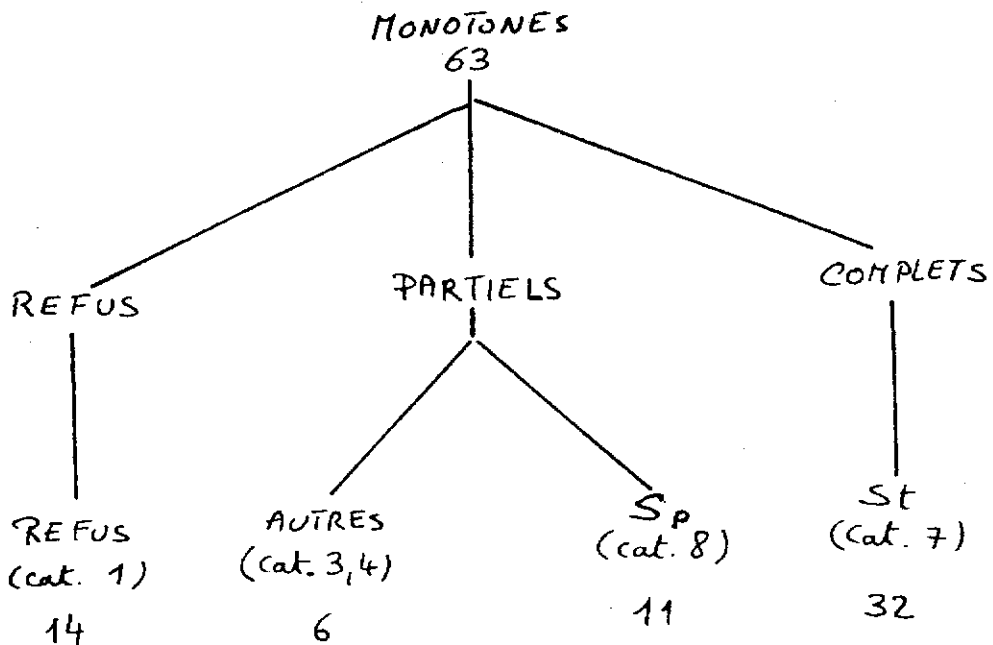 MONOTONES
63
REFUS
PARTIELS
COMPLETS
REFUS
(cat. 1)
14
AUTRES
(cat. 3,4)
6
Sp
(cat. 8)
11
St
(cat. 7)
32